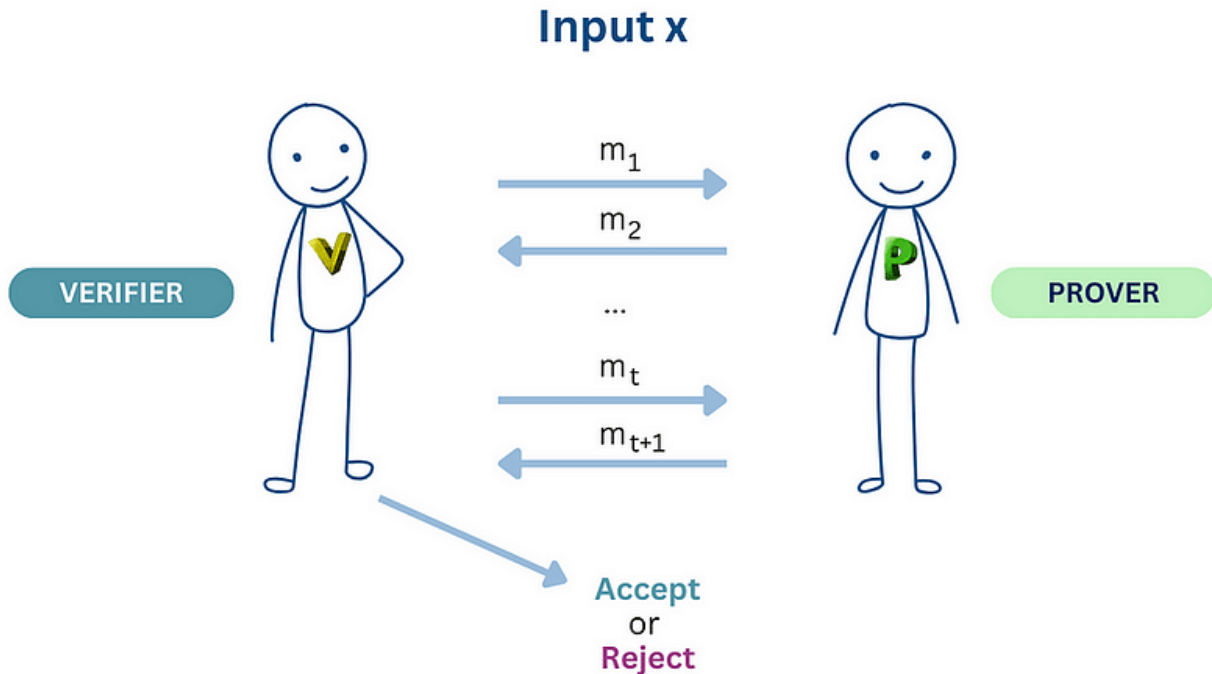 Input x
m₁
m₂
V
P
VERIFIER
PROVER
...
mₜ
mₜ₊₁
Accept
or
Reject